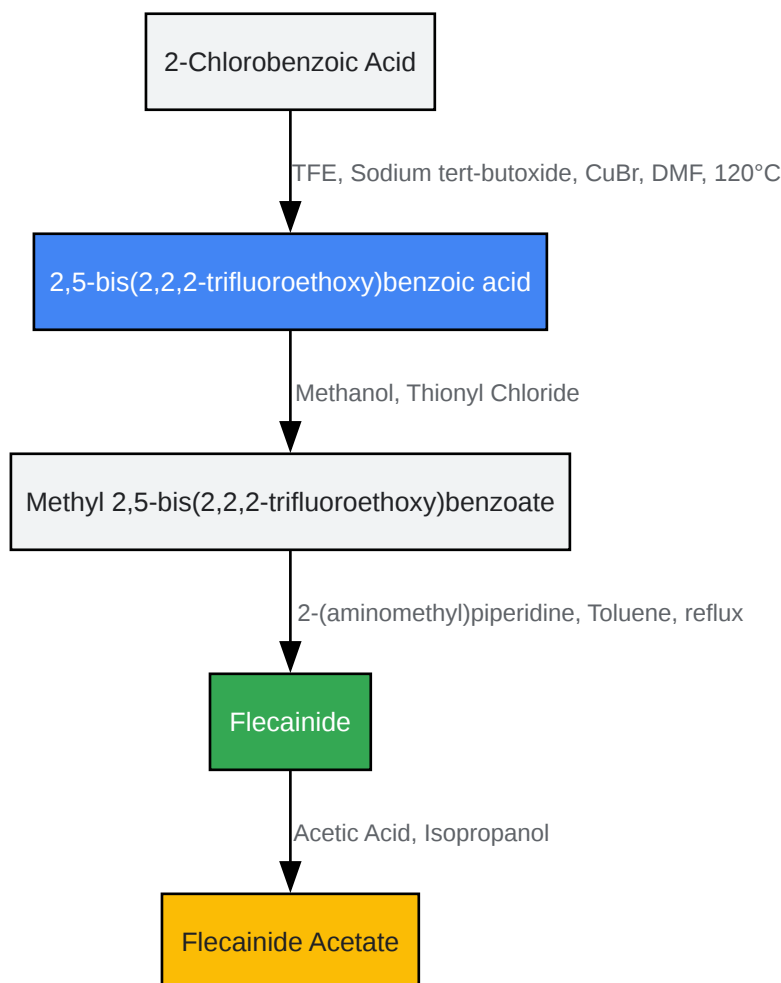 2-Chlorobenzoic Acid
TFE, Sodium tert-butoxide, CuBr, DMF, 120°C
2,5-bis(2,2,2-trifluoroethoxy)benzoic acid
Methanol, Thionyl Chloride
Methyl 2,5-bis(2,2,2-trifluoroethoxy)benzoate
2-(aminomethyl)piperidine, Toluene, reflux
Flecainide
Acetic Acid, Isopropanol
Flecainide Acetate